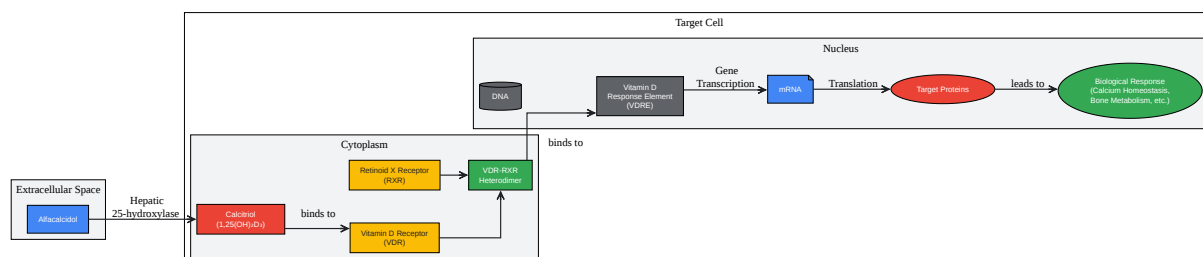 Target Cell
Nucleus
DNA
Vitamin D
Response Element
(VDRE)
Gene
Transcription
mRNA
Translation
Target Proteins
leads to
Biological Response
(Calcium Homeostasis,
Bone Metabolism, etc.)
binds to
Cytoplasm
Retinoid X Receptor
(RXR)
VDR-RXR
Heterodimer
Extracellular Space
Alfacalcidol
Hepatic
25-hydroxylase
Calcitriol
(1,25(OH)₂D₃)
binds to
Vitamin D Receptor
(VDR)